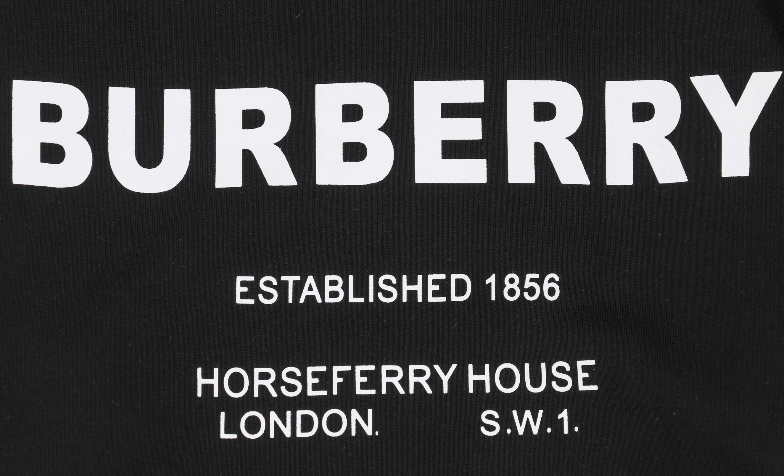 BURBERRY
ESTABLISHED 1856
HORSEFERRY HOUSE
LONDON. S.W.1.